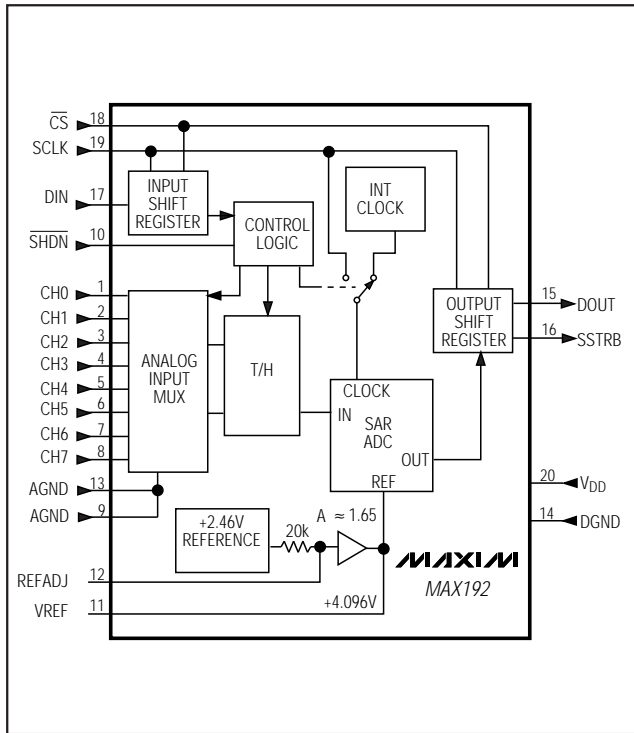 CS 18
SCLK 19
DIN 17
SHDN 10
CH0 1
CH1 2
CH2 3
CH3 4
CH4 5
CH5 6
CH6 7
CH7 8
AGND 13
AGND 9
REFADJ 12
VREF 11
INPUT
SHIFT
REGISTER
CONTROL
LOGIC
INT
CLOCK
ANALOG
INPUT
MUX
T/H
CLOCK
IN
SAR
ADC
OUT
REF
OUTPUT
SHIFT
REGISTER
15 DOUT
16 SSTRB
20 VDD
14 DGND
+2.46V
REFERENCE
20k
A ≈ 1.65
+4.096V
MAXIM
MAX192